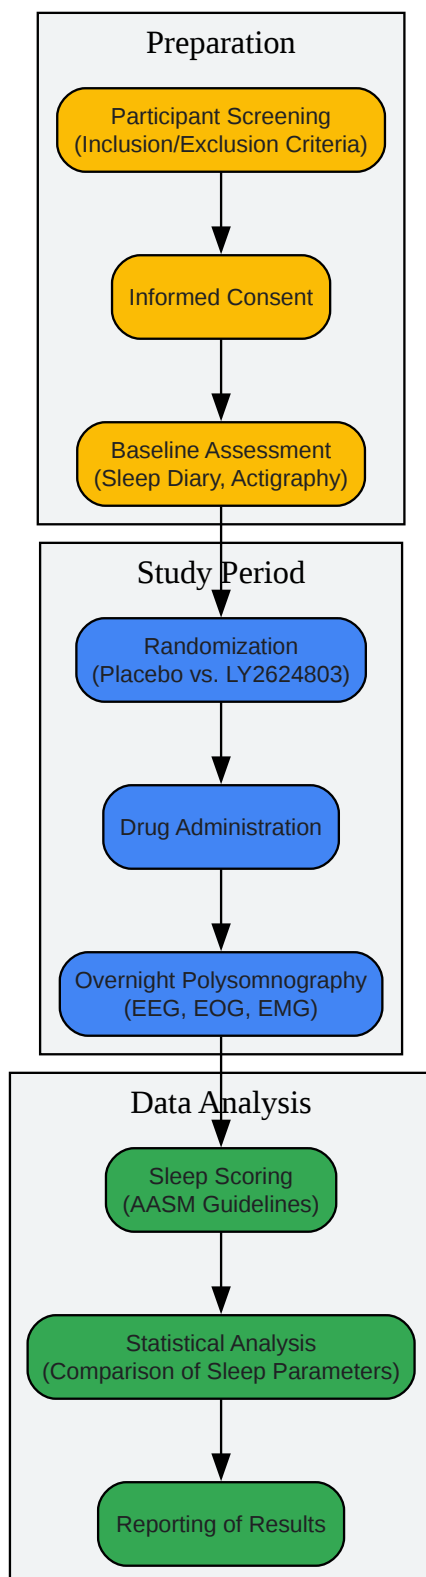 Preparation
Participant Screening
(Inclusion/Exclusion Criteria)
Informed Consent
Baseline Assessment
(Sleep Diary, Actigraphy)
Study Period
Randomization
(Placebo vs. LY2624803)
Drug Administration
Overnight Polysomnography
(EEG, EOG, EMG)
Data Analysis
Sleep Scoring
(AASM Guidelines)
Statistical Analysis
(Comparison of Sleep Parameters)
Reporting of Results